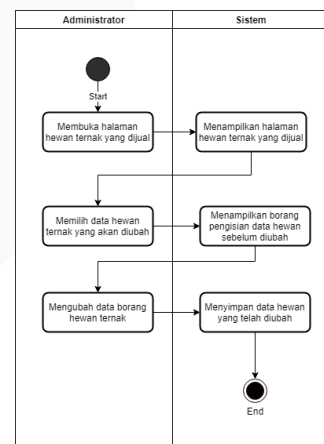 Administrator
Sistem
Start
Membuka halaman
hewan ternak yang dijual
Menampilkan halaman
hewan ternak yang dijual
Memilih data hewan
ternak yang akan diubah
Menampilkan borang
pengisian data hewan
sebelum diubah
Mengubah data borang
hewan ternak
Menyimpan data hewan
yang telah diubah
End